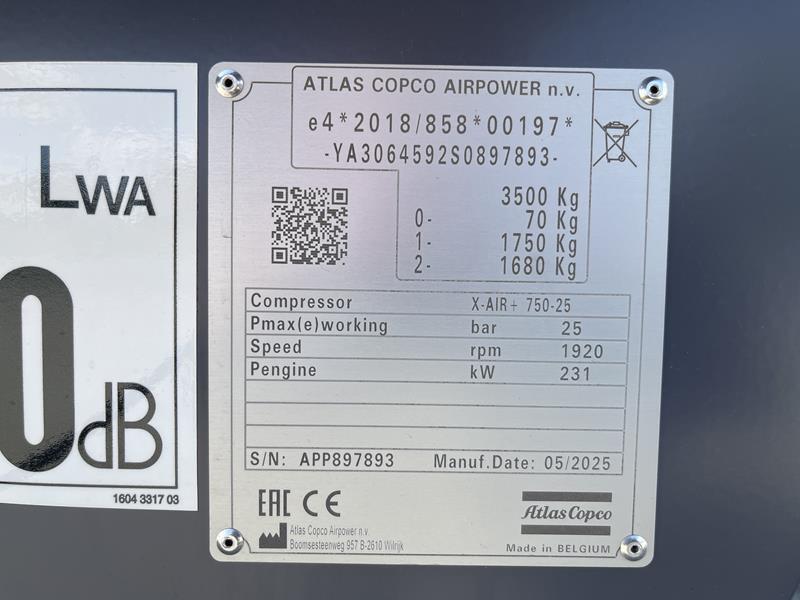 LWA
0dB
1604 3317 03
ATLAS COPCO AIRPOWER n.v.
e4*2018/858*00197*
-YA3064592S0897893-
3500 Kg
0- 70 Kg
1- 1750 Kg
2- 1680 Kg
Compressor X-AIR+ 750-25
Pmax(e)working bar 25
Speed rpm 1920
Pengine kW 231
S/N: APP897893 Manuf.Date: 05/2025
EAC CE
Atlas Copco Airpower n.v.
Boomsesteenweg 957 B-2610 Wilrijk
Atlas Copco
Made in BELGIUM